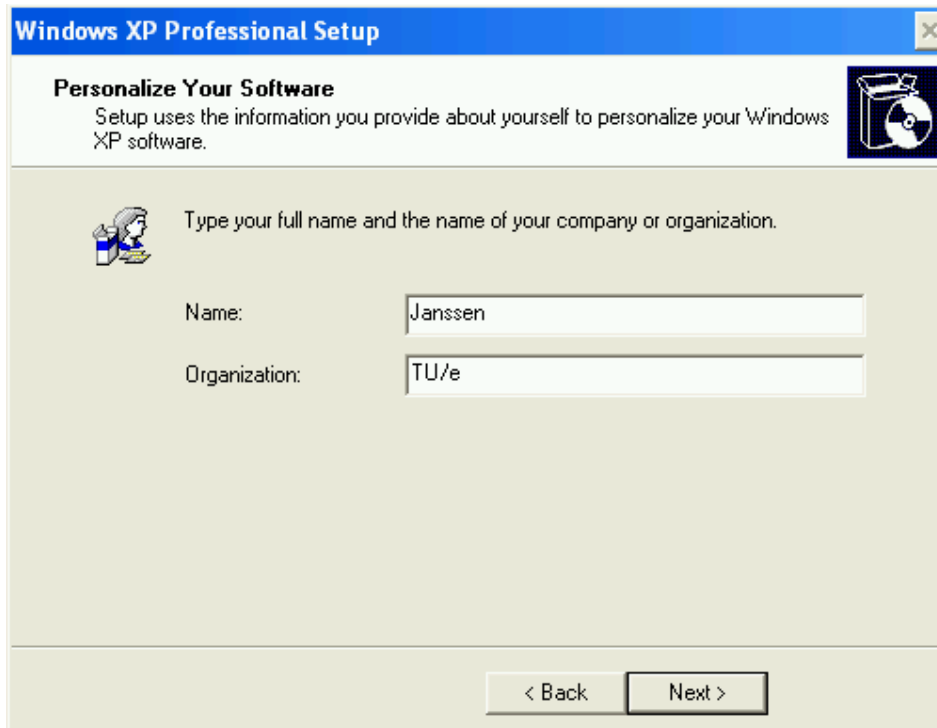 Windows XP Professional Setup
Personalize Your Software
Setup uses the information you provide about yourself to personalize your Windows
XP software.
Type your full name and the name of your company or organization.
Name:
Janssen
Organization:
TU/e
< Back
Next >